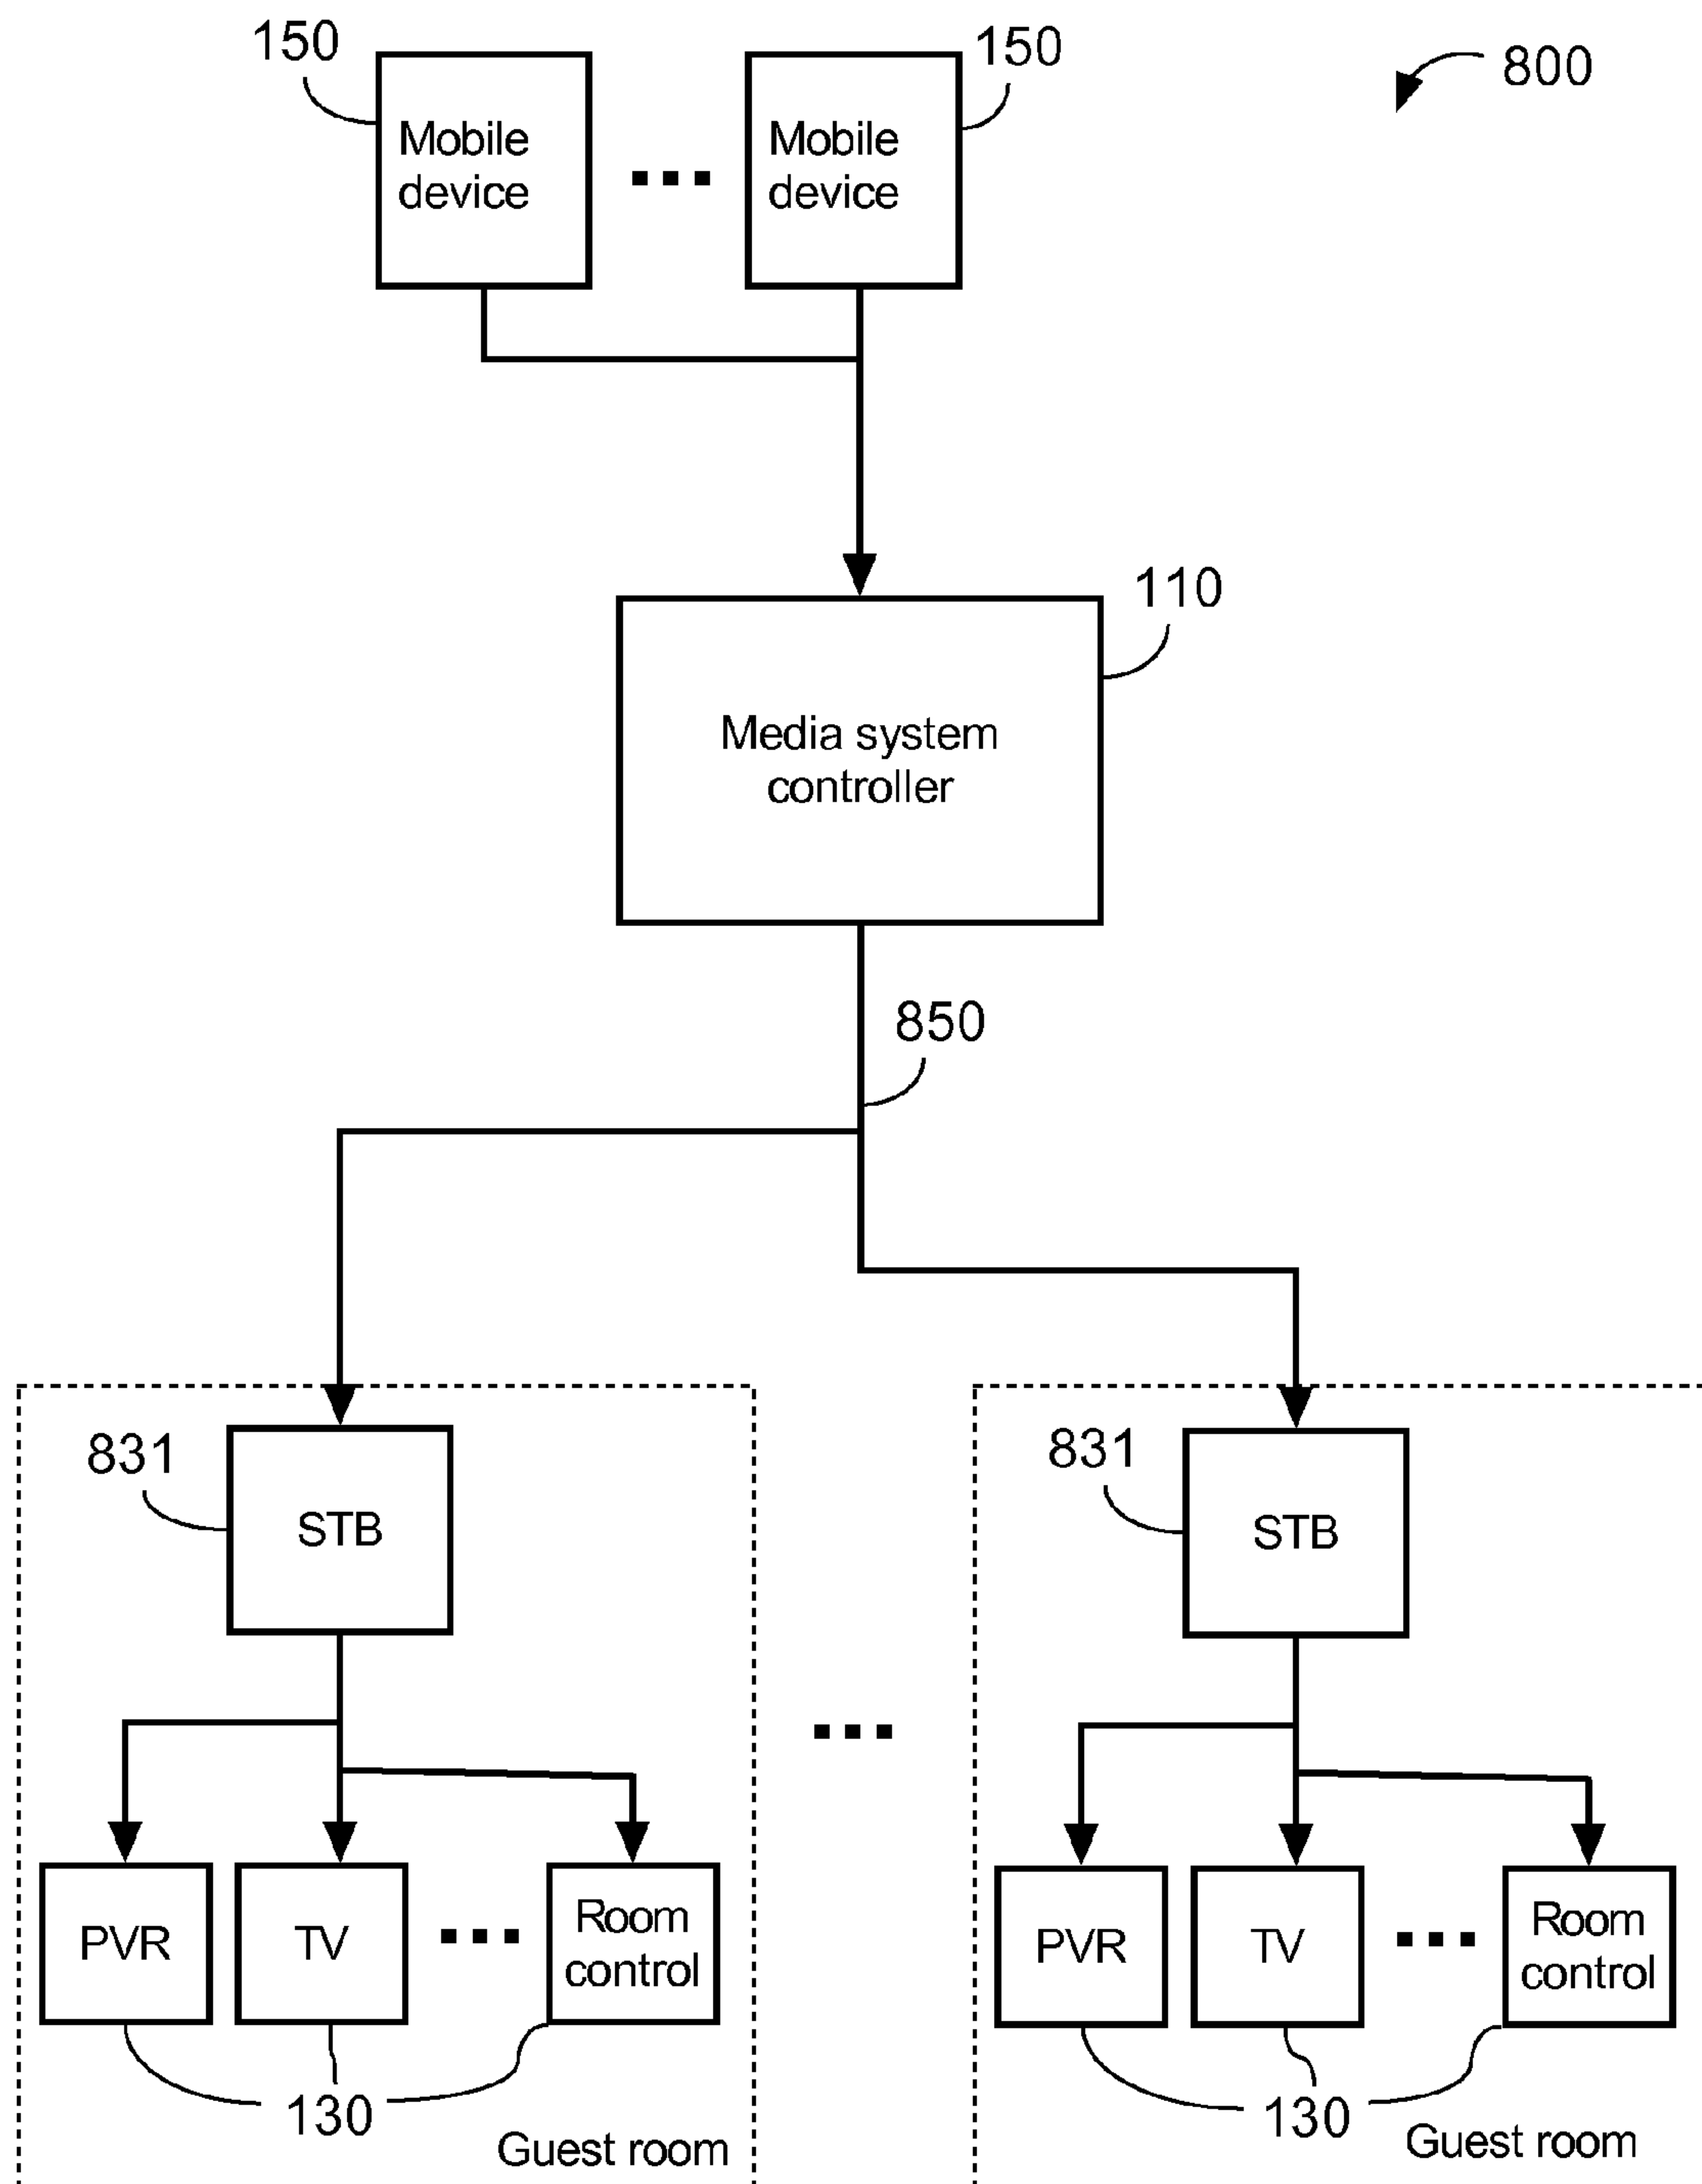 150
150
800
Mobile
device
Mobile
device
110
Media system
controller
850
831
STB
831
STB
PVR
TV
Room
control
PVR
TV
Room
control
130
Guest room
130
Guest room